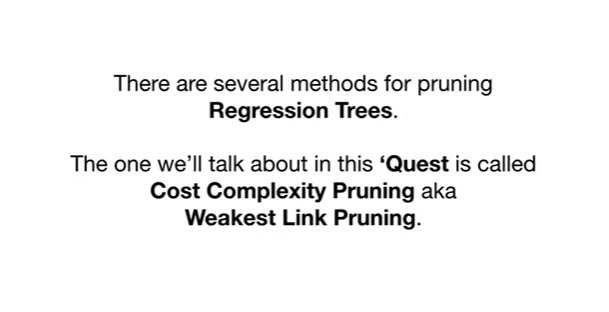 There are several methods for pruning
Regression Trees.
The one we’ll talk about in this ‘Quest is called
Cost Complexity Pruning aka
Weakest Link Pruning.